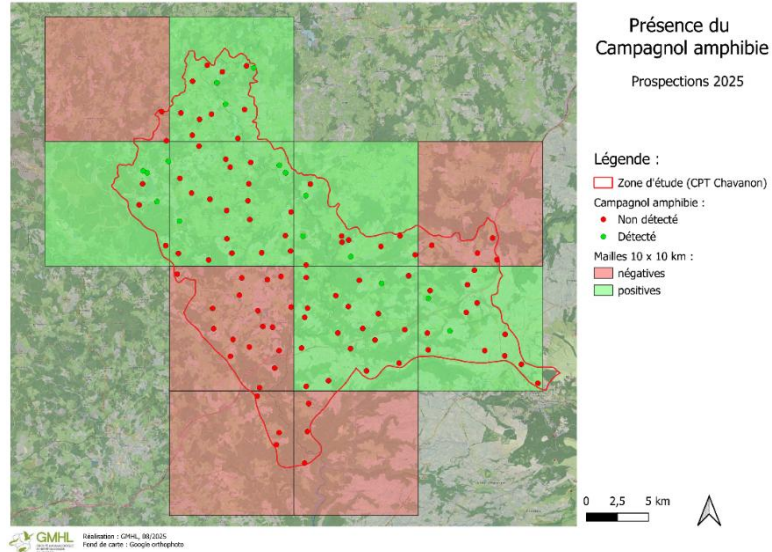 Présence du
Campagnol amphibie
Prospections 2025
Légende :
Zone d'étude (CPT Chavanon)
Campagnol amphibie :
Non détecté
Détecté
Mailles 10 x 10 km :
négatives
positives
0 2,5 5 km
GMHL
Réalisation : GMHL, 08/2025
Fond de carte : Google orthophoto